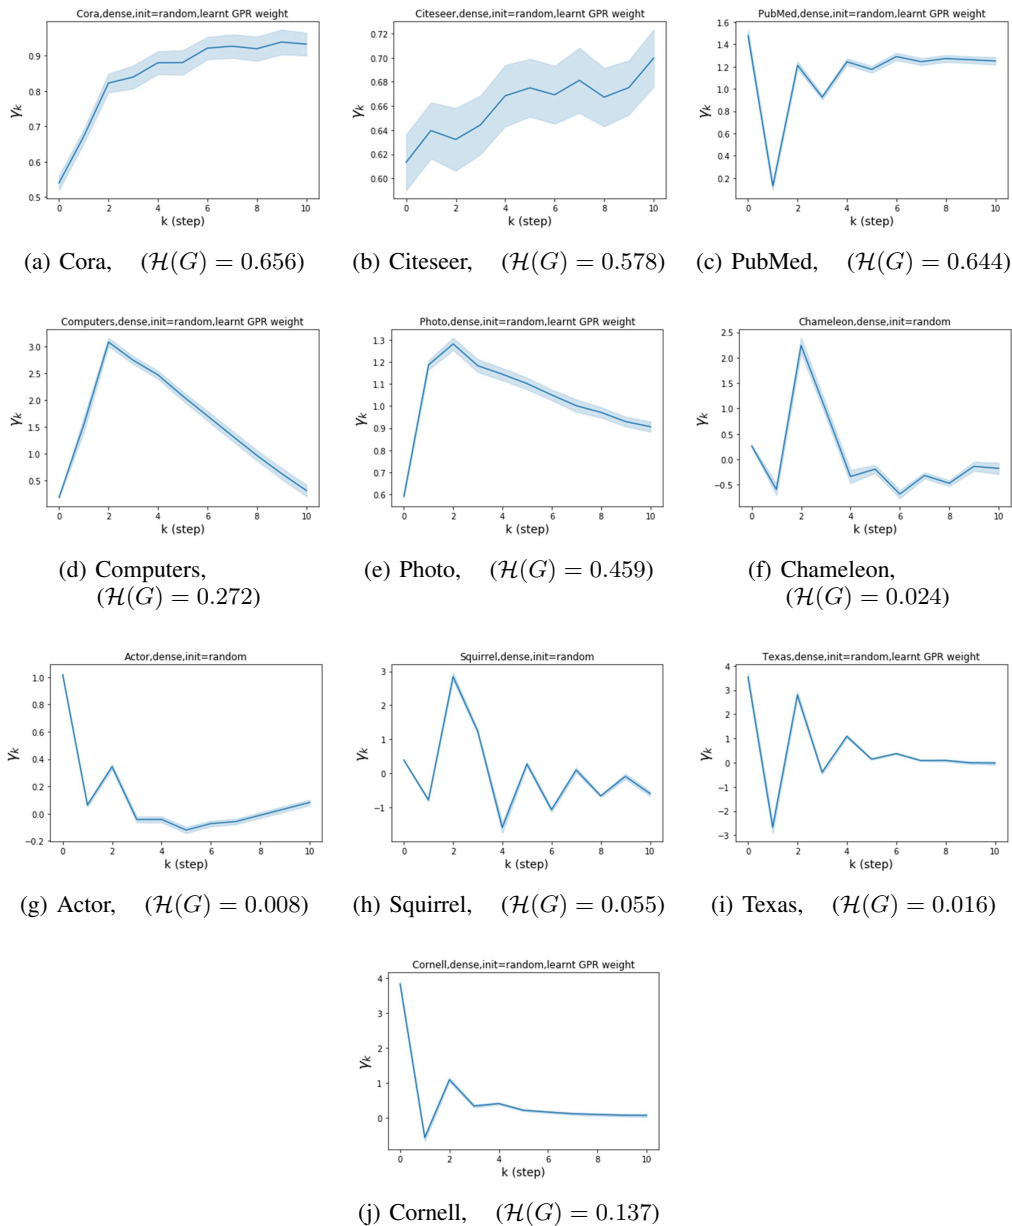 Cora,dense,init=random,learnt GPR weight
γk
0.9
0.8
0.7
0.6
0.5
0 2 4 6 8 10
k (step)
(a) Cora, (H(G) = 0.656)
Citeseer,dense,init=random,learnt GPR weight
γk
0.72
0.70
0.68
0.66
0.64
0.62
0.60
0 2 4 6 8 10
k (step)
(b) Citeseer, (H(G) = 0.578)
PubMed,dense,init=random,learnt GPR weight
γk
1.6
1.4
1.2
1.0
0.8
0.6
0.4
0.2
0 2 4 6 8 10
k (step)
(c) PubMed, (H(G) = 0.644)
Computers,dense,init=random,learnt GPR weight
γk
3.0
2.5
2.0
1.5
1.0
0.5
0 2 4 6 8 10
k (step)
(d) Computers,
(H(G) = 0.272)
Photo,dense,init=random,learnt GPR weight
γk
1.3
1.2
1.1
1.0
0.9
0.8
0.7
0.6
0 2 4 6 8 10
k (step)
(e) Photo, (H(G) = 0.459)
Chameleon,dense,init=random
γk
2.5
2.0
1.5
1.0
0.5
0.0
−0.5
0 2 4 6 8 10
k (step)
(f) Chameleon,
(H(G) = 0.024)
Actor,dense,init=random
γk
1.0
0.8
0.6
0.4
0.2
0.0
−0.2
0 2 4 6 8 10
k (step)
(g) Actor, (H(G) = 0.008)
Squirrel,dense,init=random
γk
3
2
1
0
−1
0 2 4 6 8 10
k (step)
(h) Squirrel, (H(G) = 0.055)
Texas,dense,init=random,learnt GPR weight
γk
4
3
2
1
0
−1
−2
−3
0 2 4 6 8 10
k (step)
(i) Texas, (H(G) = 0.016)
Cornell,dense,init=random,learnt GPR weight
γk
4
3
2
1
0
0 2 4 6 8 10
k (step)
(j) Cornell, (H(G) = 0.137)